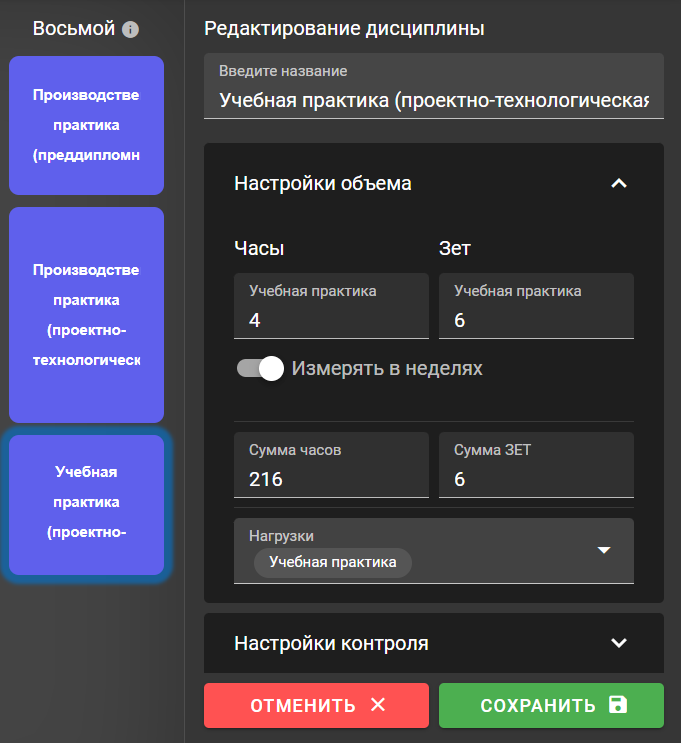 Восьмой
Производстве
практика
(преддипломн
Производстве
практика
(проектно-
технологическ
Учебная
практика
(проектно-
Редактирование дисциплины
Введите название
Учебная практика (проектно-технологическая
Настройки объема
Часы
Зет
Учебная практика
4
Учебная практика
6
Измерять в неделях
Сумма часов
216
Сумма ЗЕТ
6
Нагрузки
Учебная практика
Настройки контроля
ОТМЕНИТЬ
СОХРАНИТЬ